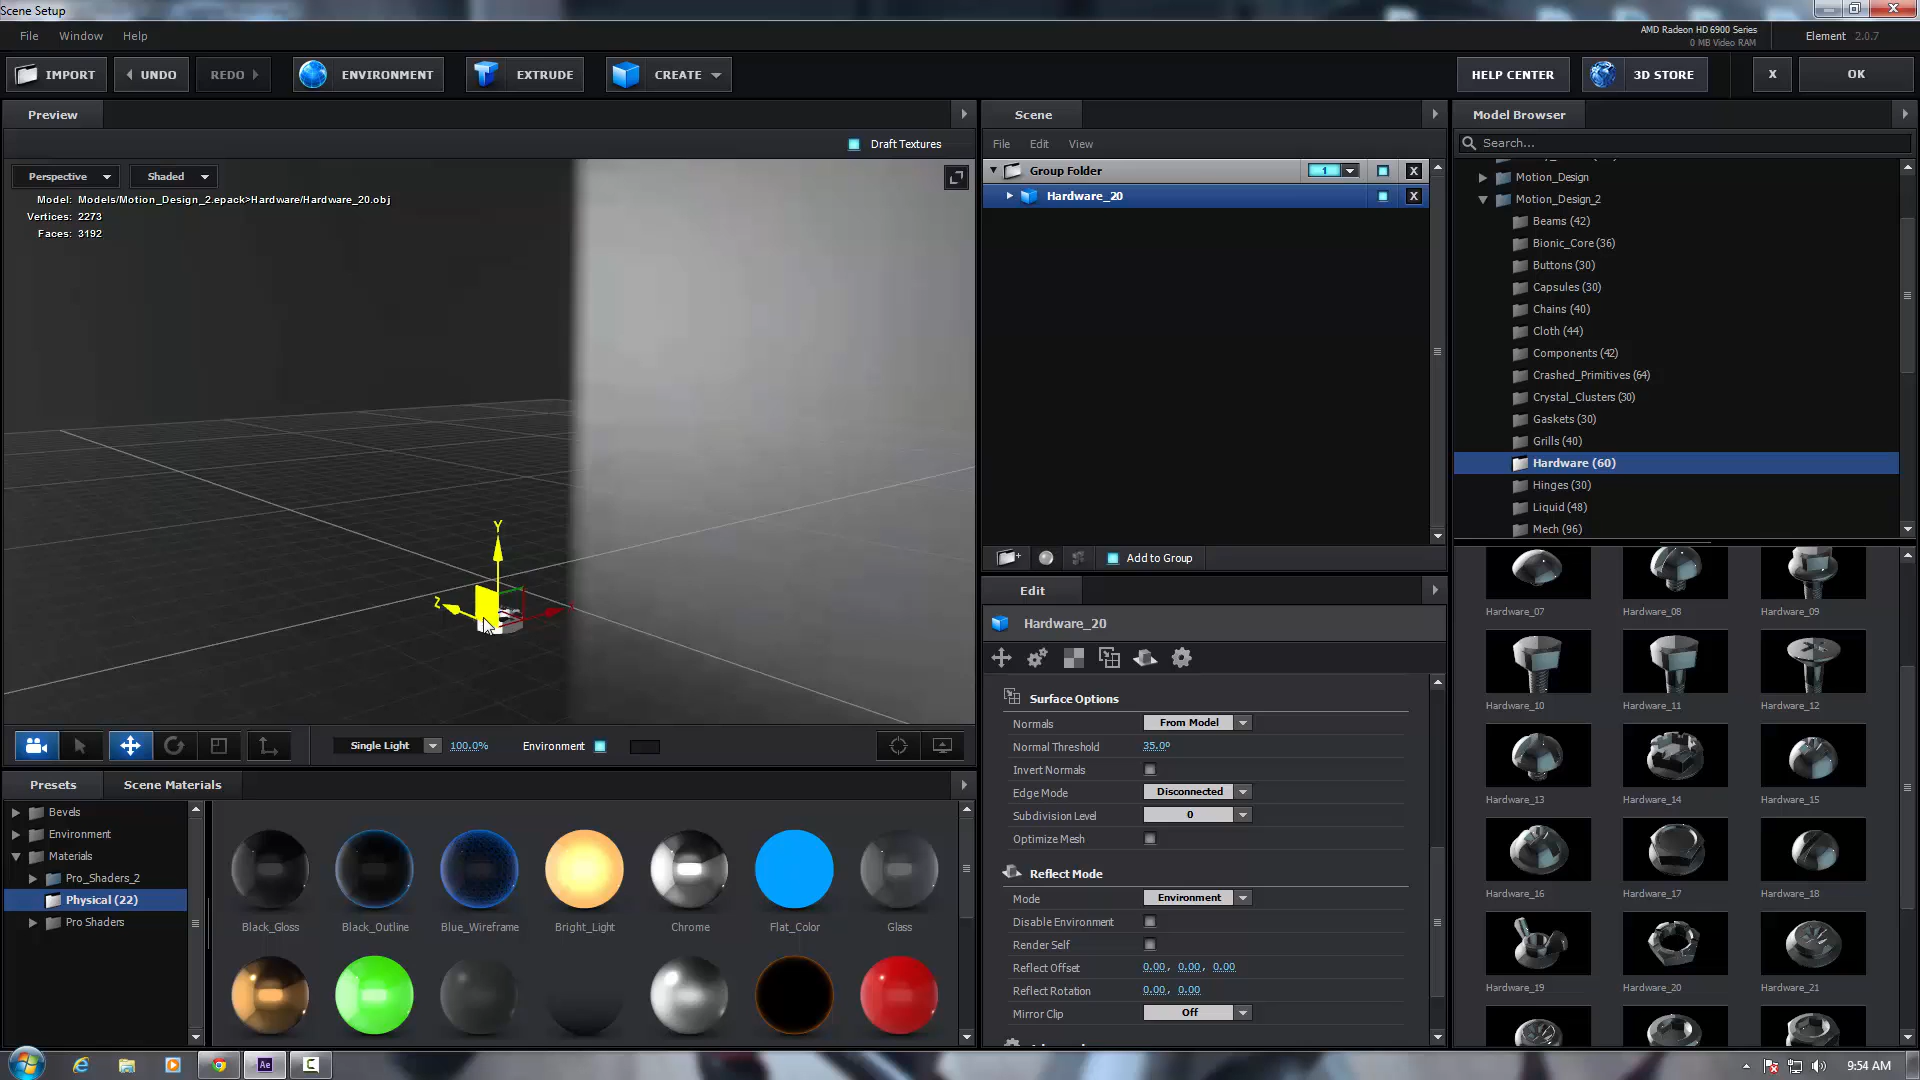 Scene Setup
File Window Help
AMD Radeon HD 6900 Series
0 MB Video RAM
Element 2.0.7
IMPORT
UNDO
REDO
ENVIRONMENT
EXTRUDE
CREATE
HELP CENTER
3D STORE
X
OK
Preview
Draft Textures
Perspective
Shaded
Model: Models/Motion_Design_2.epack>Hardware/Hardware_20.obj
Vertices: 2273
Faces: 3192
Y
Z
Single Light
100.0%
Environment
Presets
Scene Materials
Bevels
Environment
Materials
Pro_Shaders_2
Physical (22)
Pro Shaders
Black_Gloss
Black_Outline
Blue_Wireframe
Bright_Light
Chrome
Flat_Color
Glass
Scene
File Edit View
Group Folder
1
X
Hardware_20
X
Add to Group
Edit
Hardware_20
Surface Options
Normals From Model
Normal Threshold 35.0º
Invert Normals
Edge Mode Disconnected
Subdivision Level 0
Optimize Mesh
Reflect Mode
Mode Environment
Disable Environment
Render Self
Reflect Offset 0.00, 0.00, 0.00
Reflect Rotation 0.00, 0.00
Mirror Clip Off
Model Browser
Search...
Motion_Design
Motion_Design_2
Beams (42)
Bionic_Core (36)
Buttons (30)
Capsules (30)
Chains (40)
Cloth (44)
Components (42)
Crashed_Primitives (64)
Crystal_Clusters (30)
Gaskets (30)
Grills (40)
Hardware (60)
Hinges (30)
Liquid (48)
Mech (96)
Hardware_07
Hardware_08
Hardware_09
Hardware_10
Hardware_11
Hardware_12
Hardware_13
Hardware_14
Hardware_15
Hardware_16
Hardware_17
Hardware_18
Hardware_19
Hardware_20
Hardware_21
Ae
C
9:54 AM